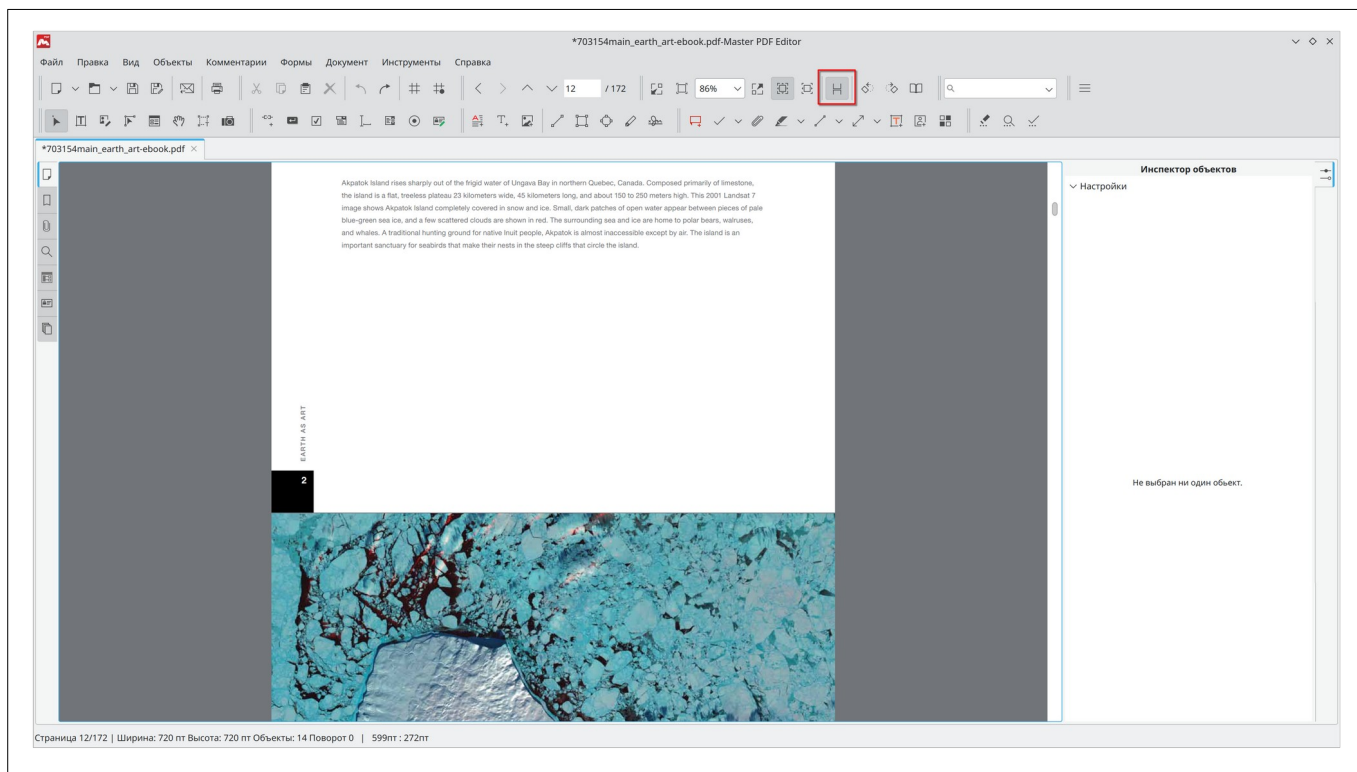 *703154main_earth_art-ebook.pdf-Master PDF Editor
Файл Правка Вид Объекты Комментарии Формы Документ Инструменты Справка
12 / 172 86%
*703154main_earth_art-ebook.pdf
Инспектор объектов
Настройки
Akpatok Island rises sharply out of the frigid water of Ungava Bay in northern Quebec, Canada. Composed primarily of limestone,
the island is a flat, treeless plateau 23 kilometers wide, 45 kilometers long, and about 150 to 250 meters high. This 2001 Landsat 7
image shows Akpatok Island completely covered in snow and ice. Small, dark patches of open water appear between pieces of pale
blue-green sea ice, and a few scattered clouds are shown in red. The surrounding sea and ice are home to polar bears, walruses,
and whales. A traditional hunting ground for native Inuit people, Akpatok is almost inaccessible except by air. The island is an
important sanctuary for seabirds that make their nests in the steep cliffs that circle the island.
EARTH AS ART
2
Не выбран ни один обьект.
Страница 12/172 | Ширина: 720 пт Высота: 720 пт Объекты: 14 Поворот 0 | 599пт : 272пт